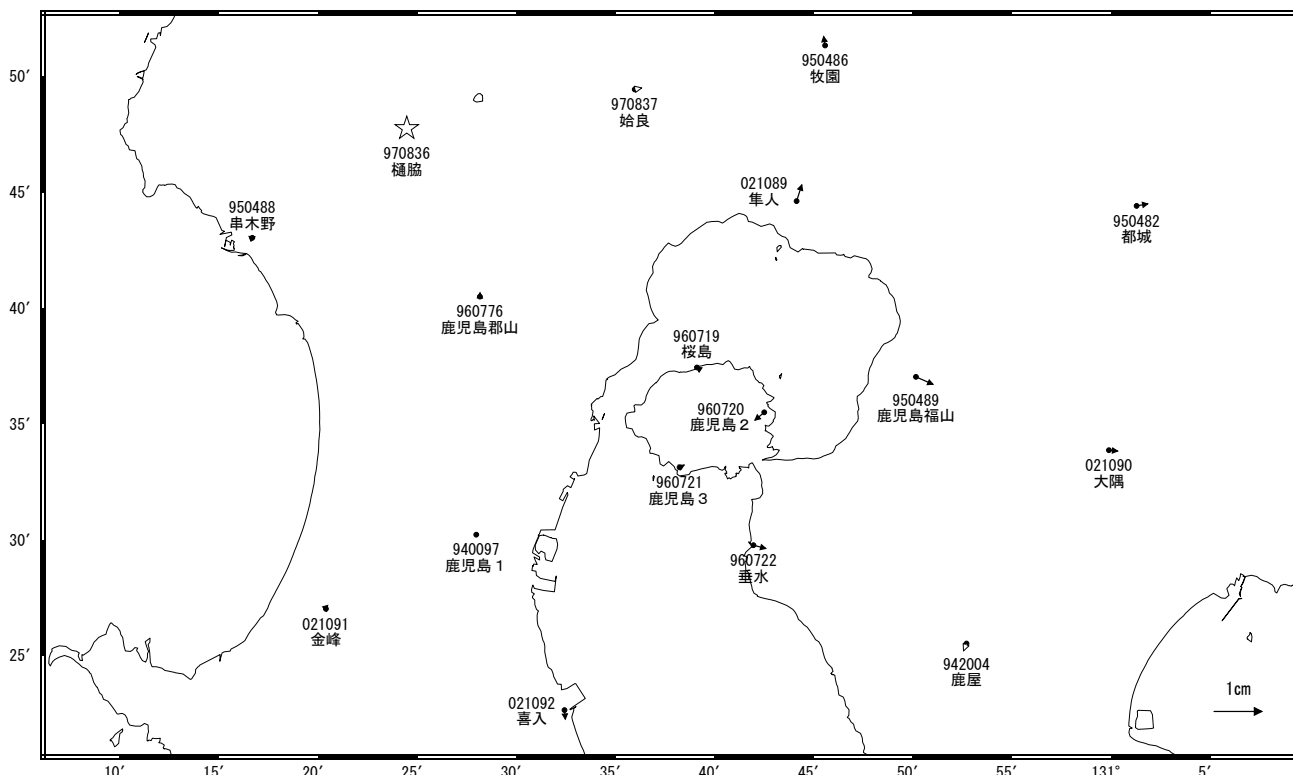 50′
45′
40′
35′
30′
25′
950486
牧園
970837
姶良
970836
樋脇
021089
隼人
950488
串木野
950482
都城
960776
鹿児島郡山
960719
桜島
960720
鹿児島2
950489
鹿児島福山
960721
鹿児島3
021090
大隅
940097
鹿児島1
960722
垂水
021091
金峰
942004
鹿屋
021092
喜入
1cm
10′ 15′ 20′ 25′ 30′ 35′ 40′ 45′ 50′ 55′ 131° 5′